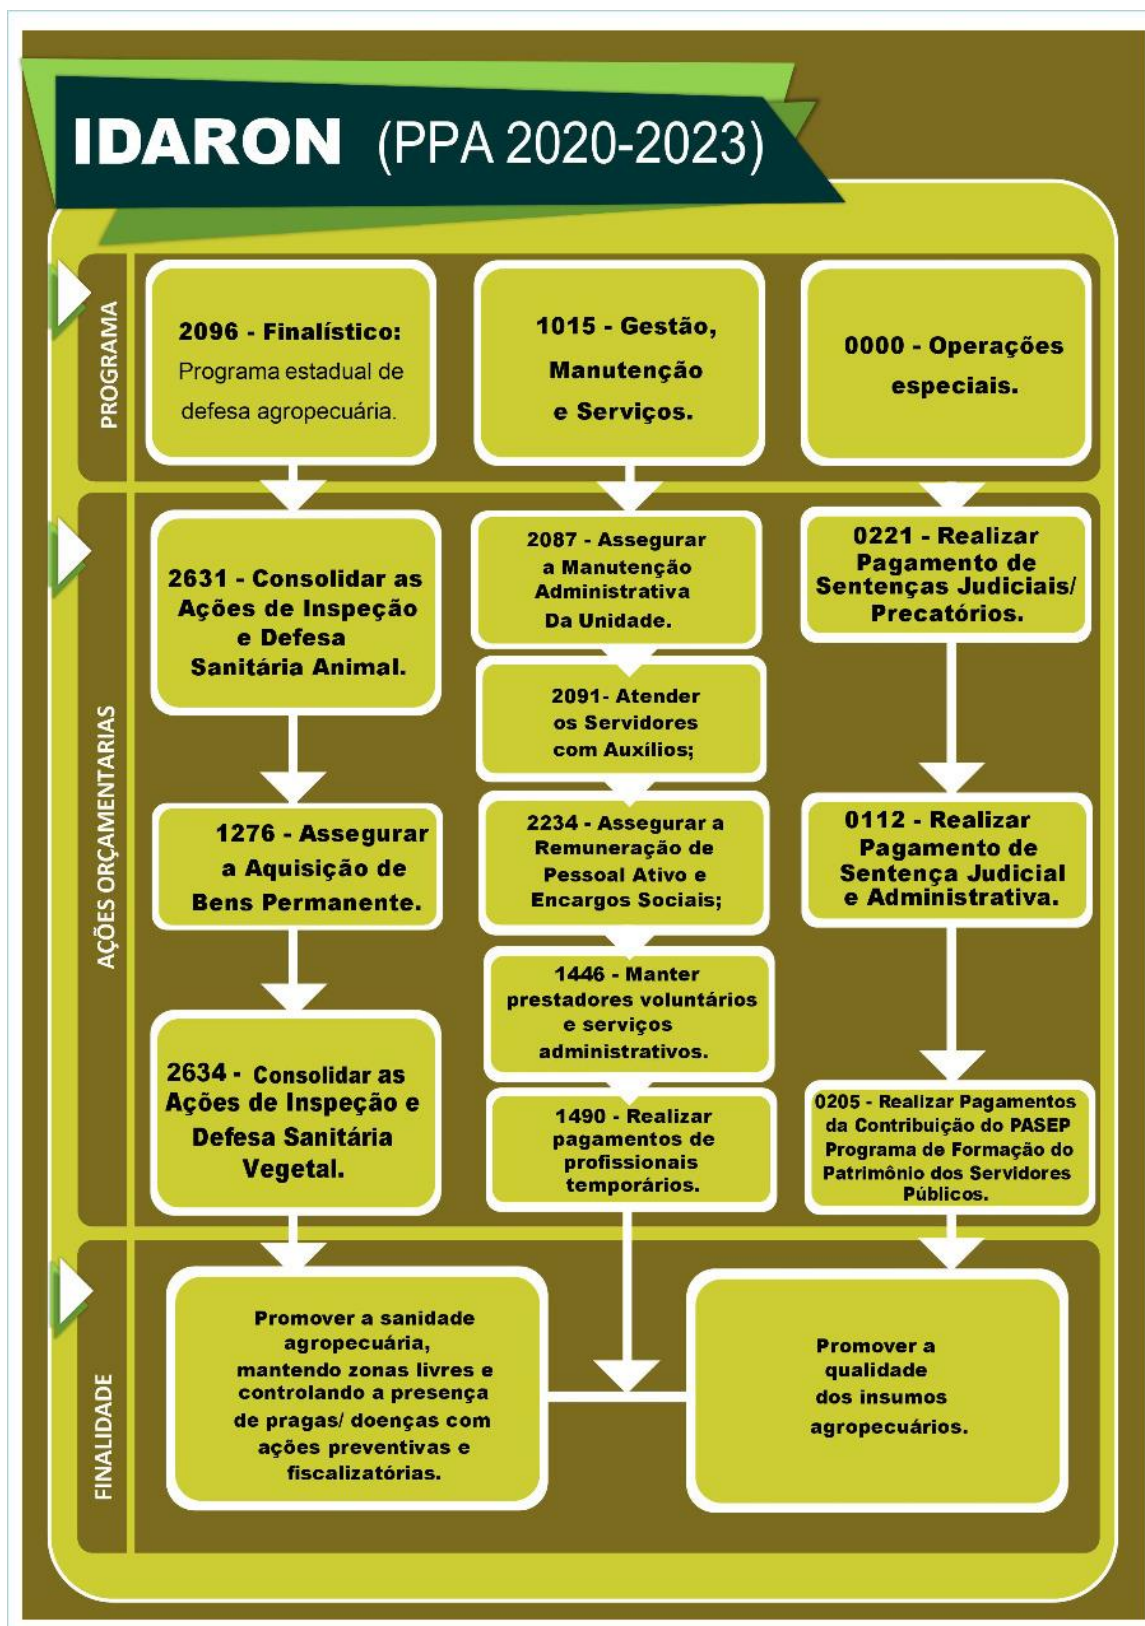 IDARON (PPA 2020-2023)
PROGRAMA
2096 - Finalístico:
Programa estadual de
defesa agropecuária.
1015 - Gestão,
Manutenção
e Serviços.
0000 - Operações
especiais.
AÇÕES ORÇAMENTARIAS
2631 - Consolidar as
Ações de Inspeção
e Defesa
Sanitária Animal.
1276 - Assegurar
a Aquisição de
Bens Permanente.
2634 - Consolidar as
Ações de Inspeção e
Defesa Sanitária
Vegetal.
2087 - Assegurar
a Manutenção
Administrativa
Da Unidade.
2091- Atender
os Servidores
com Auxílios;
2234 - Assegurar a
Remuneração de
Pessoal Ativo e
Encargos Sociais;
1446 - Manter
prestadores voluntários
e serviços
administrativos.
1490 - Realizar
pagamentos de
profissionais
temporários.
0221 - Realizar
Pagamento de
Sentenças Judiciais/
Precatórios.
0112 - Realizar
Pagamento de
Sentença Judicial
e Administrativa.
0205 - Realizar Pagamentos
da Contribuição do PASEP
Programa de Formação do
Patrimônio dos Servidores
Públicos.
FINALIDADE
Promover a sanidade
agropecuária,
mantendo zonas livres e
controlando a presença
de pragas/ doenças com
ações preventivas e
fiscalizatórias.
Promover a
qualidade
dos insumos
agropecuários.